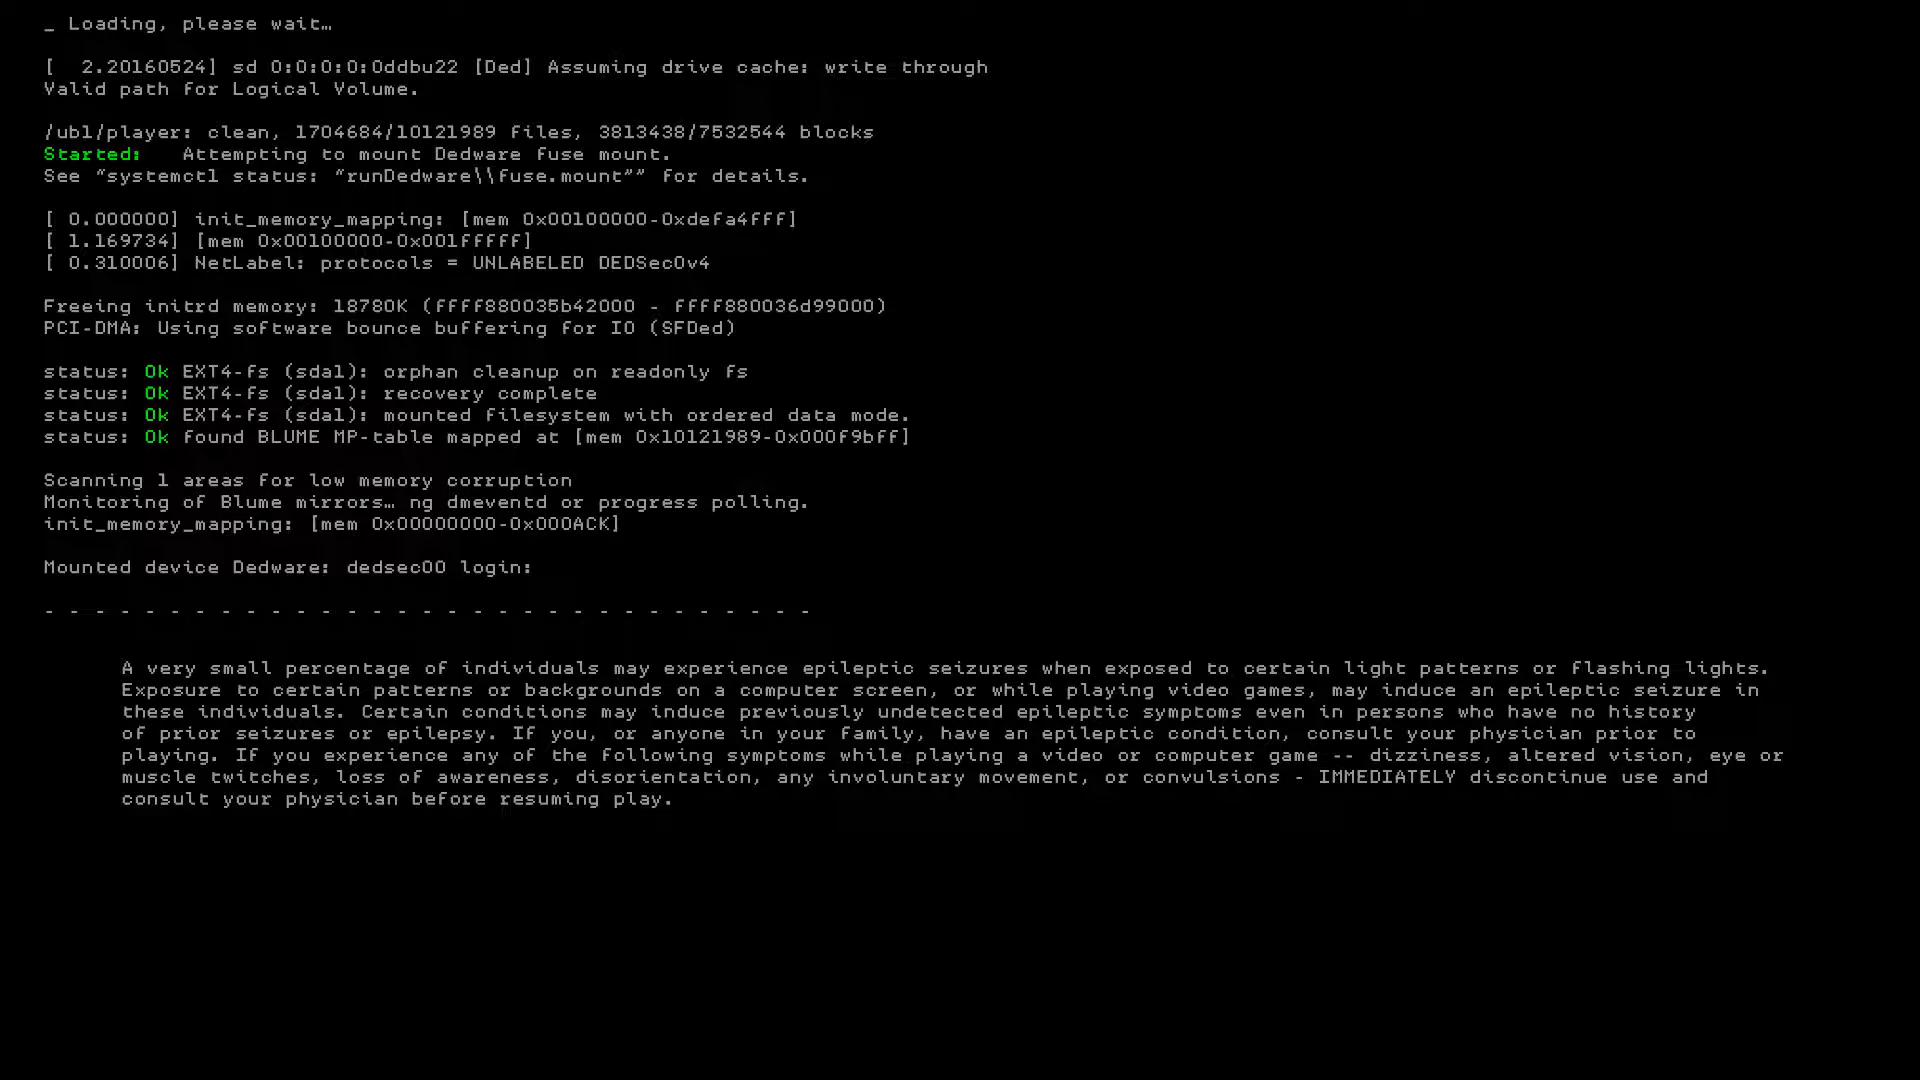 _ Loading, please wait…
[  2.20160524] sd 0:0:0:0:0ddbu22 [Ded] Assuming drive cache: write through
Valid path for Logical Volume.
/ubl/player: clean, 1704684/10121989 files, 3813438/7532544 blocks
Started:   Attempting to mount Dedware fuse mount.
See “systemctl status: “runDedware\\fuse.mount”” for details.
[ 0.000000] init_memory_mapping: [mem 0x00100000-0xdefa4fff]
[ 1.169734] [mem 0x00100000-0x001fffff]
[ 0.310006] NetLabel: protocols = UNLABELED DEDSec0v4
Freeing initrd memory: 18780K (ffff880035b42000 - ffff880036d99000)
PCI-DMA: Using software bounce buffering for IO (SFDed)
status: Ok EXT4-fs (sda1): orphan cleanup on readonly fs
status: Ok EXT4-fs (sda1): recovery complete
status: Ok EXT4-fs (sda1): mounted filesystem with ordered data mode.
status: Ok found BLUME MP-table mapped at [mem 0x10121989-0x000f9bff]
Scanning 1 areas for low memory corruption
Monitoring of Blume mirrors… ng dmeventd or progress polling.
init_memory_mapping: [mem 0x00000000-0x000ACK]
Mounted device Dedware: dedsec00 login:
- - - - - - - - - - - - - - - - - - - - - - - - - - - - - - -
A very small percentage of individuals may experience epileptic seizures when exposed to certain light patterns or flashing lights.
Exposure to certain patterns or backgrounds on a computer screen, or while playing video games, may induce an epileptic seizure in
these individuals. Certain conditions may induce previously undetected epileptic symptoms even in persons who have no history
of prior seizures or epilepsy. If you, or anyone in your family, have an epileptic condition, consult your physician prior to
playing. If you experience any of the following symptoms while playing a video or computer game -- dizziness, altered vision, eye or
muscle twitches, loss of awareness, disorientation, any involuntary movement, or convulsions - IMMEDIATELY discontinue use and
consult your physician before resuming play.